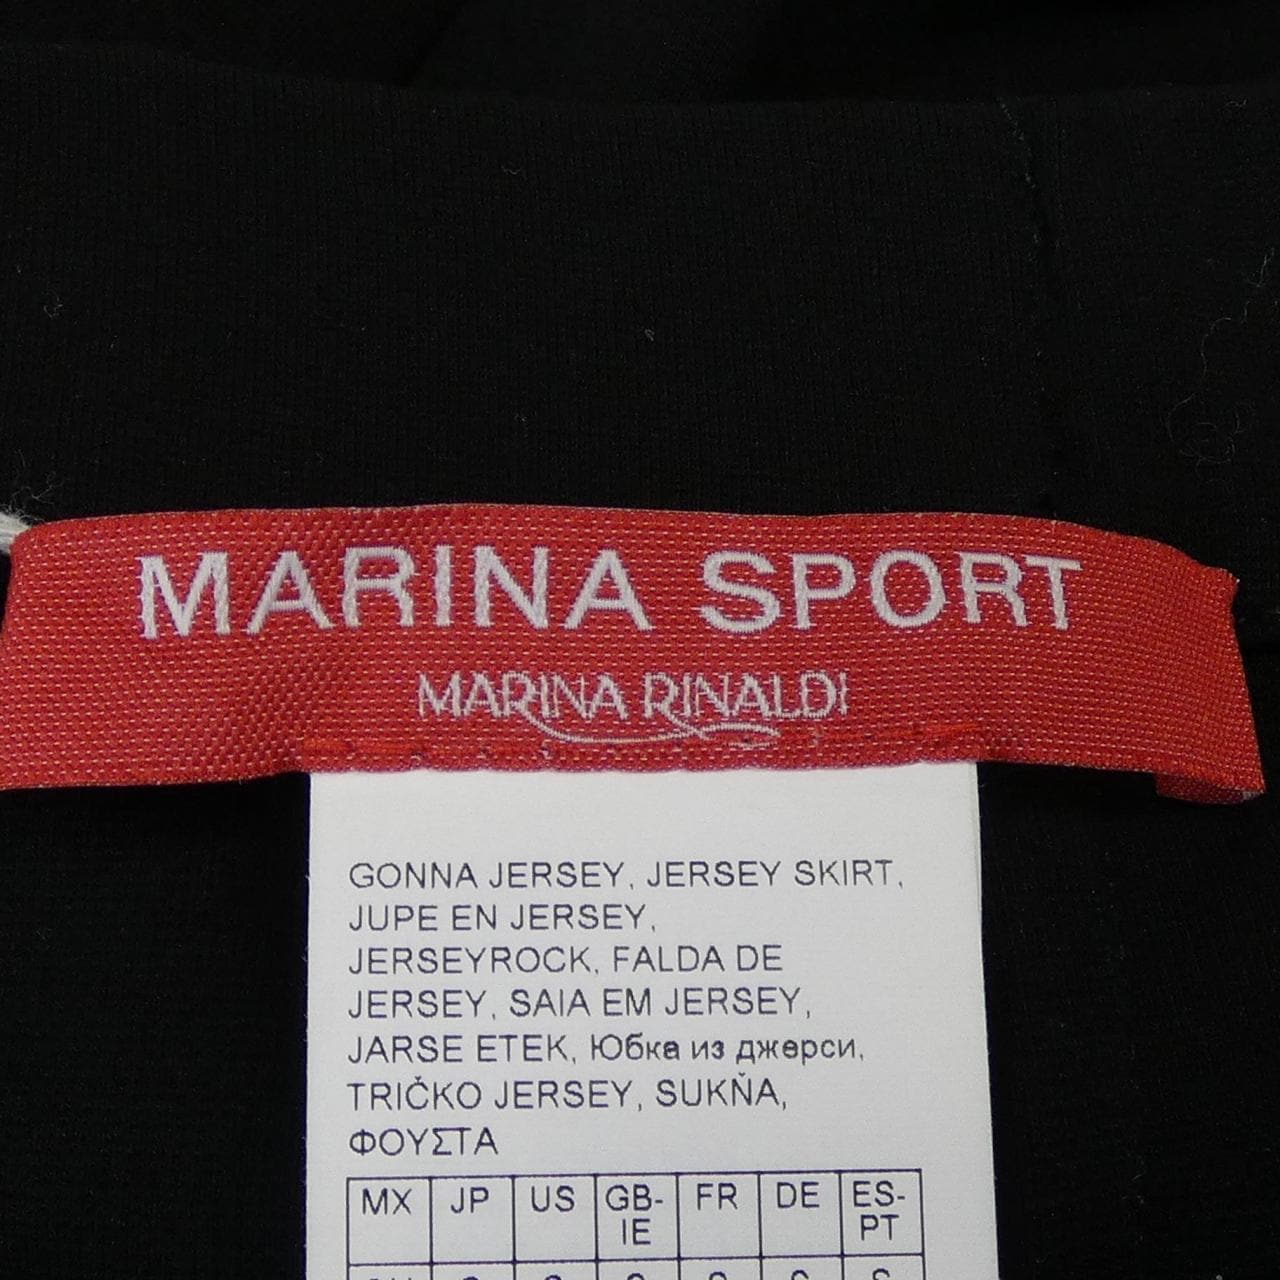 MARINA SPORT
MARINA RINALDI
GONNA JERSEY, JERSEY SKIRT,
JUPE EN JERSEY,
JERSEYROCK, FALDA DE
JERSEY, SAIA EM JERSEY,
JARSE ETEK, Юбка из джерси,
TRIČKO JERSEY, SUKŇA,
ΦΟΥΣΤΑ
MX JP US GB-IE FR DE ES-PT